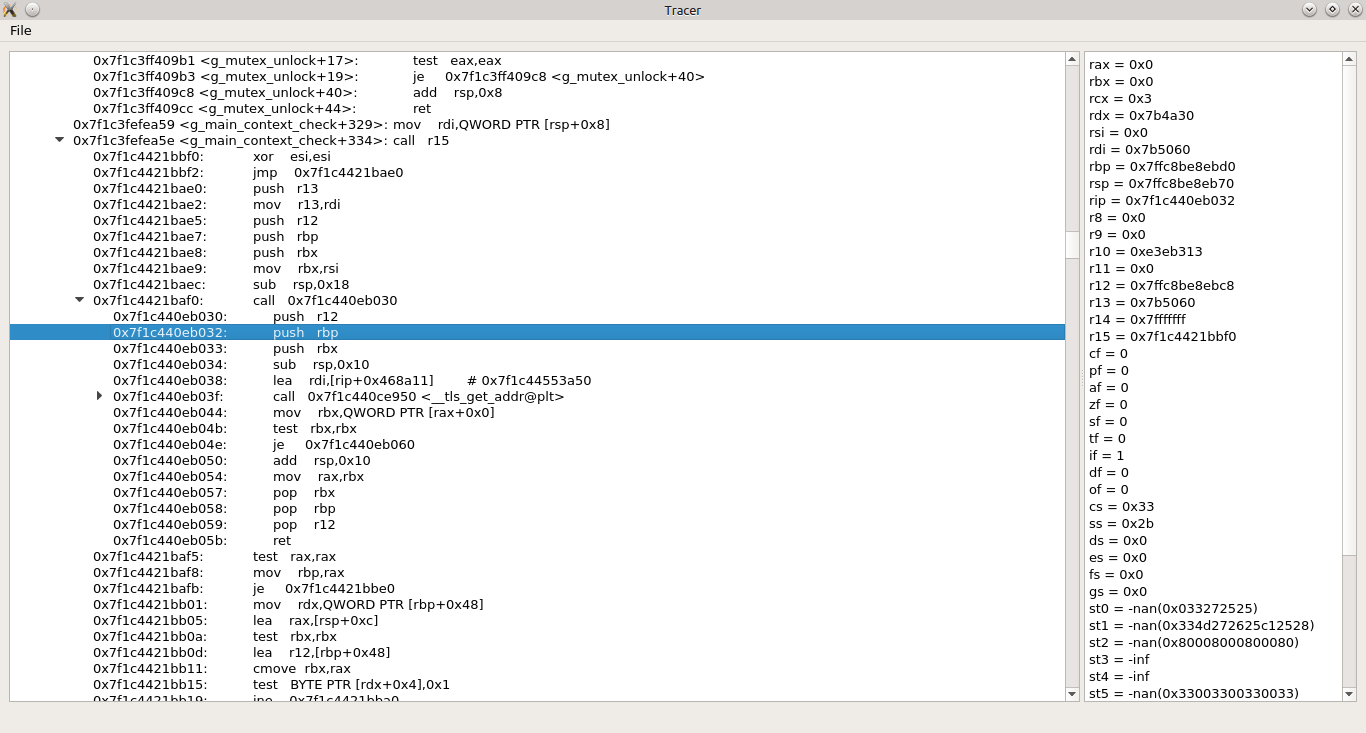 Tracer
File
0x7f1c3ff409b1 <g_mutex_unlock+17>: test eax,eax
0x7f1c3ff409b3 <g_mutex_unlock+19>: je 0x7f1c3ff409c8 <g_mutex_unlock+40>
0x7f1c3ff409c8 <g_mutex_unlock+40>: add rsp,0x8
0x7f1c3ff409cc <g_mutex_unlock+44>: ret
0x7f1c3fefea59 <g_main_context_check+329>: mov rdi,QWORD PTR [rsp+0x8]
0x7f1c3fefea5e <g_main_context_check+334>: call r15
0x7f1c4421bbf0: xor esi,esi
0x7f1c4421bbf2: jmp 0x7f1c4421bae0
0x7f1c4421bae0: push r13
0x7f1c4421bae2: mov r13,rdi
0x7f1c4421bae5: push r12
0x7f1c4421bae7: push rbp
0x7f1c4421bae8: push rbx
0x7f1c4421bae9: mov rbx,rsi
0x7f1c4421baec: sub rsp,0x18
0x7f1c4421baf0: call 0x7f1c440eb030
0x7f1c440eb030: push r12
0x7f1c440eb032: push rbp
0x7f1c440eb033: push rbx
0x7f1c440eb034: sub rsp,0x10
0x7f1c440eb038: lea rdi,[rip+0x468a11] # 0x7f1c44553a50
0x7f1c440eb03f: call 0x7f1c440ce950 <__tls_get_addr@plt>
0x7f1c440eb044: mov rbx,QWORD PTR [rax+0x0]
0x7f1c440eb04b: test rbx,rbx
0x7f1c440eb04e: je 0x7f1c440eb060
0x7f1c440eb050: add rsp,0x10
0x7f1c440eb054: mov rax,rbx
0x7f1c440eb057: pop rbx
0x7f1c440eb058: pop rbp
0x7f1c440eb059: pop r12
0x7f1c440eb05b: ret
0x7f1c4421baf5: test rax,rax
0x7f1c4421baf8: mov rbp,rax
0x7f1c4421bafb: je 0x7f1c4421bbe0
0x7f1c4421bb01: mov rdx,QWORD PTR [rbp+0x48]
0x7f1c4421bb05: lea rax,[rsp+0xc]
0x7f1c4421bb0a: test rbx,rbx
0x7f1c4421bb0d: lea r12,[rbp+0x48]
0x7f1c4421bb11: cmove rbx,rax
0x7f1c4421bb15: test BYTE PTR [rdx+0x4],0x1
0x7f1c4421bb19: jne 0x7f1c4421bba0
rax = 0x0
rbx = 0x0
rcx = 0x3
rdx = 0x7b4a30
rsi = 0x0
rdi = 0x7b5060
rbp = 0x7ffc8be8ebd0
rsp = 0x7ffc8be8eb70
rip = 0x7f1c440eb032
r8 = 0x0
r9 = 0x0
r10 = 0xe3eb313
r11 = 0x0
r12 = 0x7ffc8be8ebc8
r13 = 0x7b5060
r14 = 0x7fffffff
r15 = 0x7f1c4421bbf0
cf = 0
pf = 0
af = 0
zf = 0
sf = 0
tf = 0
if = 1
df = 0
of = 0
cs = 0x33
ss = 0x2b
ds = 0x0
es = 0x0
fs = 0x0
gs = 0x0
st0 = -nan(0x033272525)
st1 = -nan(0x334d272625c12528)
st2 = -nan(0x80008000800080)
st3 = -inf
st4 = -inf
st5 = -nan(0x33003300330033)